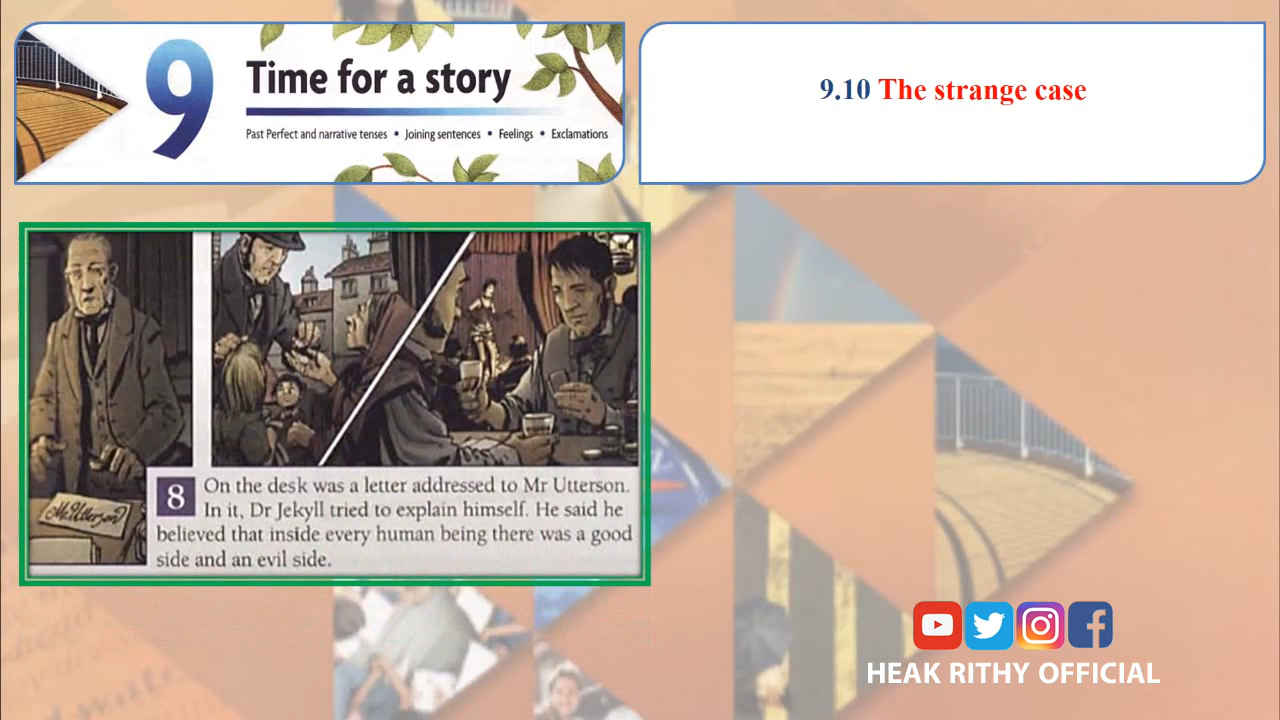 9
Time for a story
Past Perfect and narrative tenses • Joining sentences • Feelings • Exclamations
9.10 The strange case
Mr Utterson
8
On the desk was a letter addressed to Mr Utterson.
In it, Dr Jekyll tried to explain himself. He said he
believed that inside every human being there was a good
side and an evil side.
HEAK RITHY OFFICIAL